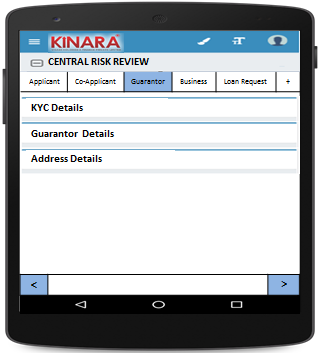 KINARA®
CENTRAL RISK REVIEW
Applicant Co-Applicant Guarantor Business Loan Request +
KYC Details
Guarantor Details
Address Details
< >